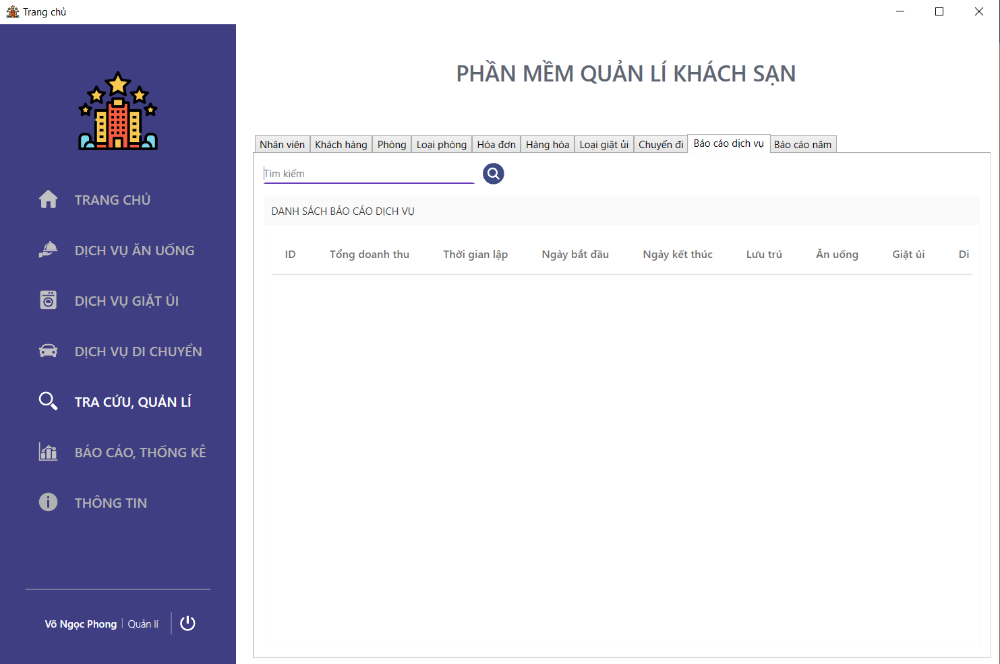 Trang chủ
PHẦN MỀM QUẢN LÍ KHÁCH SẠN
TRANG CHỦ
DỊCH VỤ ĂN UỐNG
DỊCH VỤ GIẶT ỦI
DỊCH VỤ DI CHUYỂN
TRA CỨU, QUẢN LÍ
BÁO CÁO, THỐNG KÊ
THÔNG TIN
Võ Ngọc Phong | Quản lí
Nhân viên Khách hàng Phòng Loại phòng Hóa đơn Hàng hóa Loại giặt ủi Chuyến đi Báo cáo dịch vụ Báo cáo năm
Tìm kiếm
DANH SÁCH BÁO CÁO DỊCH VỤ
ID Tổng doanh thu Thời gian lập Ngày bắt đầu Ngày kết thúc Lưu trú Ăn uống Giặt ủi Di